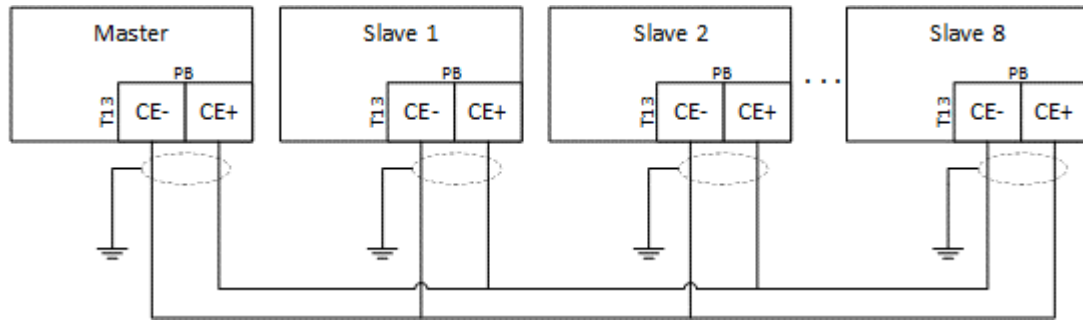 Master
Slave 1
Slave 2
Slave 8
PB
PB
PB
. . .
PB
T13
CE-
CE+
T13
CE-
CE+
T13
CE-
CE+
T13
CE-
CE+